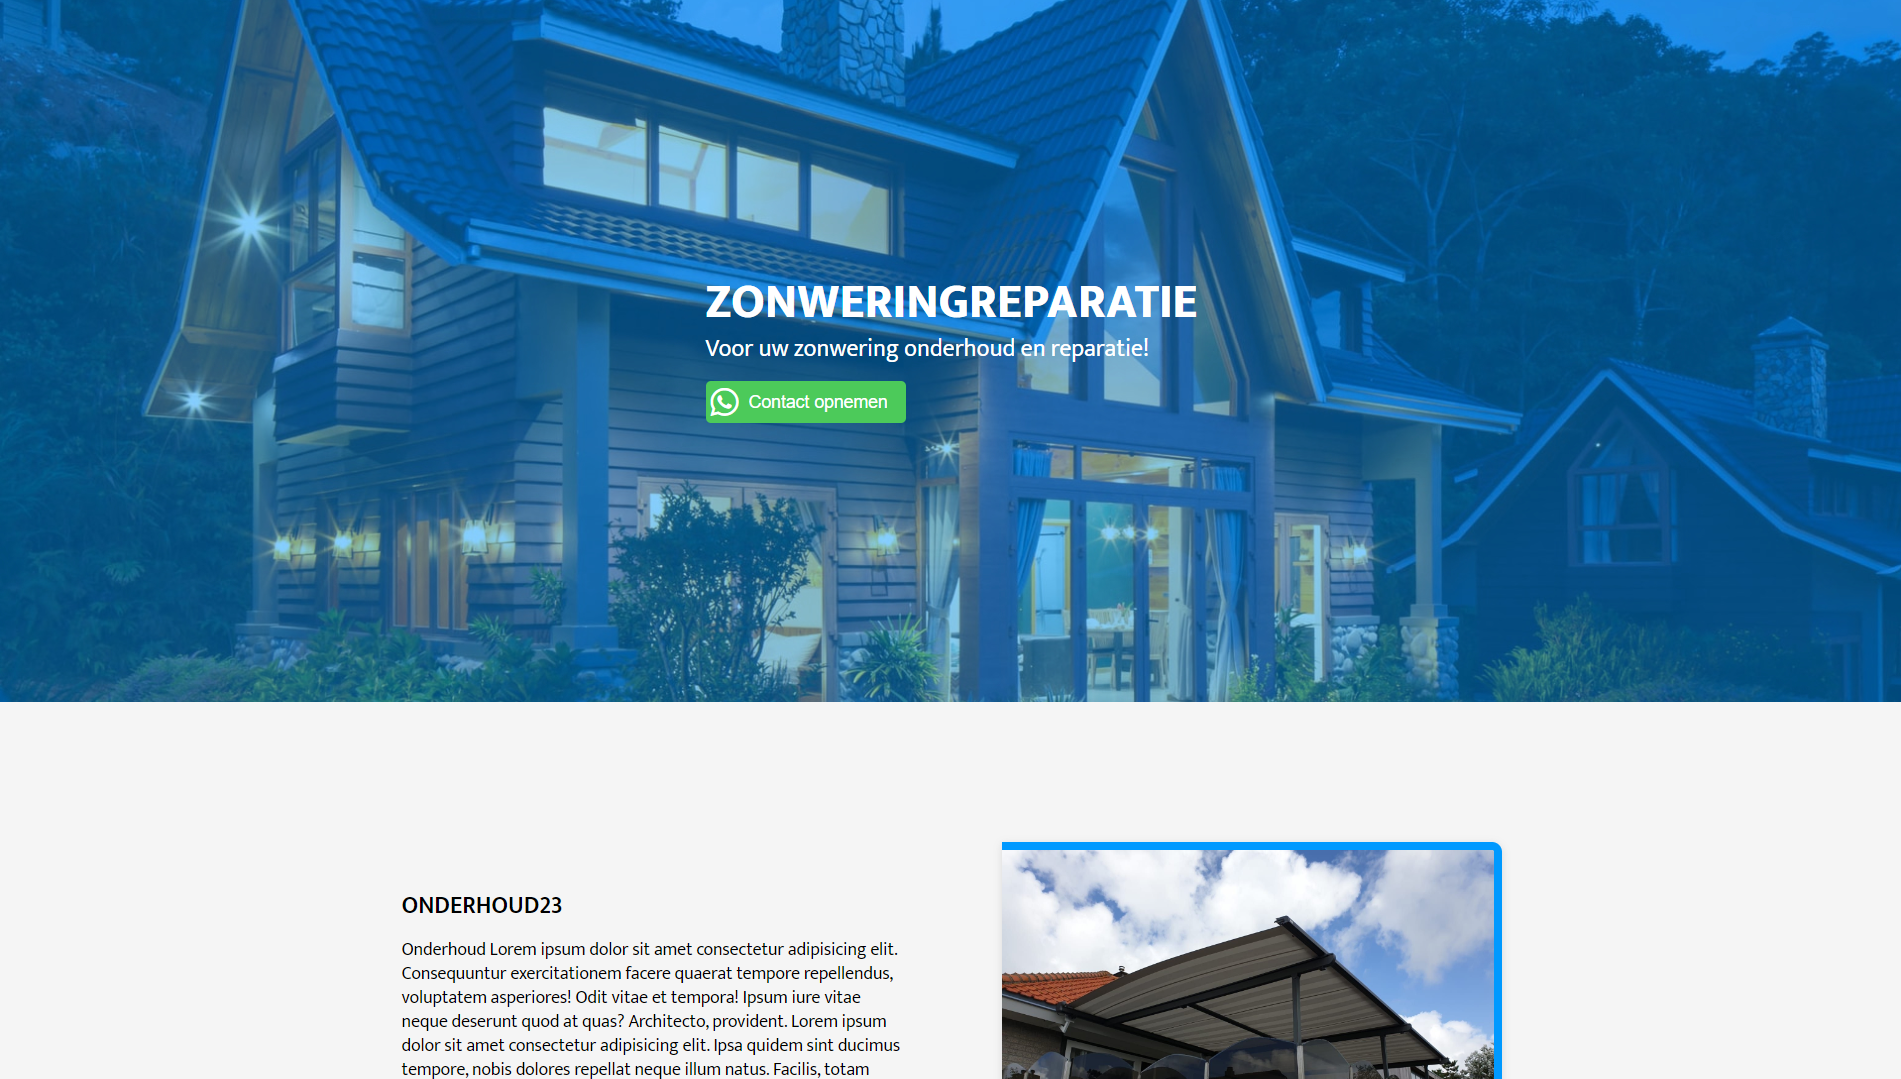 ZONWERINGREPARATIE
Voor uw zonwering onderhoud en reparatie!
Contact opnemen
ONDERHOUD23
Onderhoud Lorem ipsum dolor sit amet consectetur adipisicing elit.
Consequuntur exercitationem facere quaerat tempore repellendus,
voluptatem asperiores! Odit vitae et tempora! Ipsum iure vitae
neque deserunt quod at quas? Architecto, provident. Lorem ipsum
dolor sit amet consectetur adipisicing elit. Ipsa quidem sint ducimus
tempore, nobis dolores repellat neque illum natus. Facilis, totam